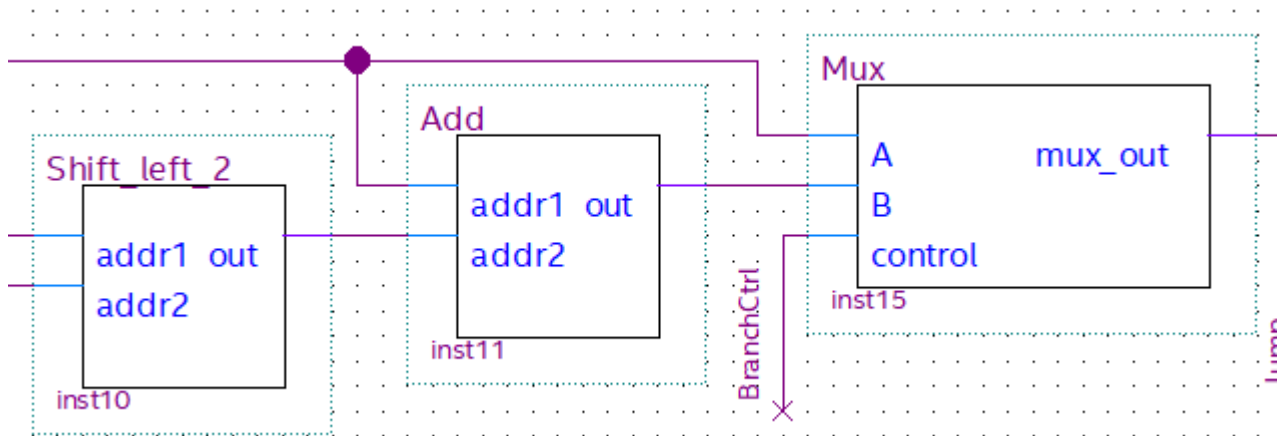 Shift_left_2
addr1 out
addr2
inst10
Add
addr1 out
addr2
inst11
BranchCtrl
Mux
A mux_out
B
control
inst15